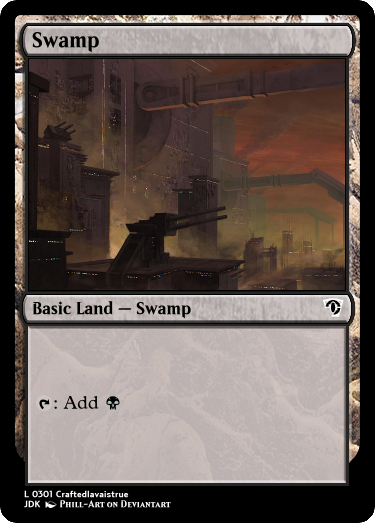 Swamp
Basic Land — Swamp
: Add
L 0301 Craftedlavaistrue
JDK Phill-Art on Deviantart